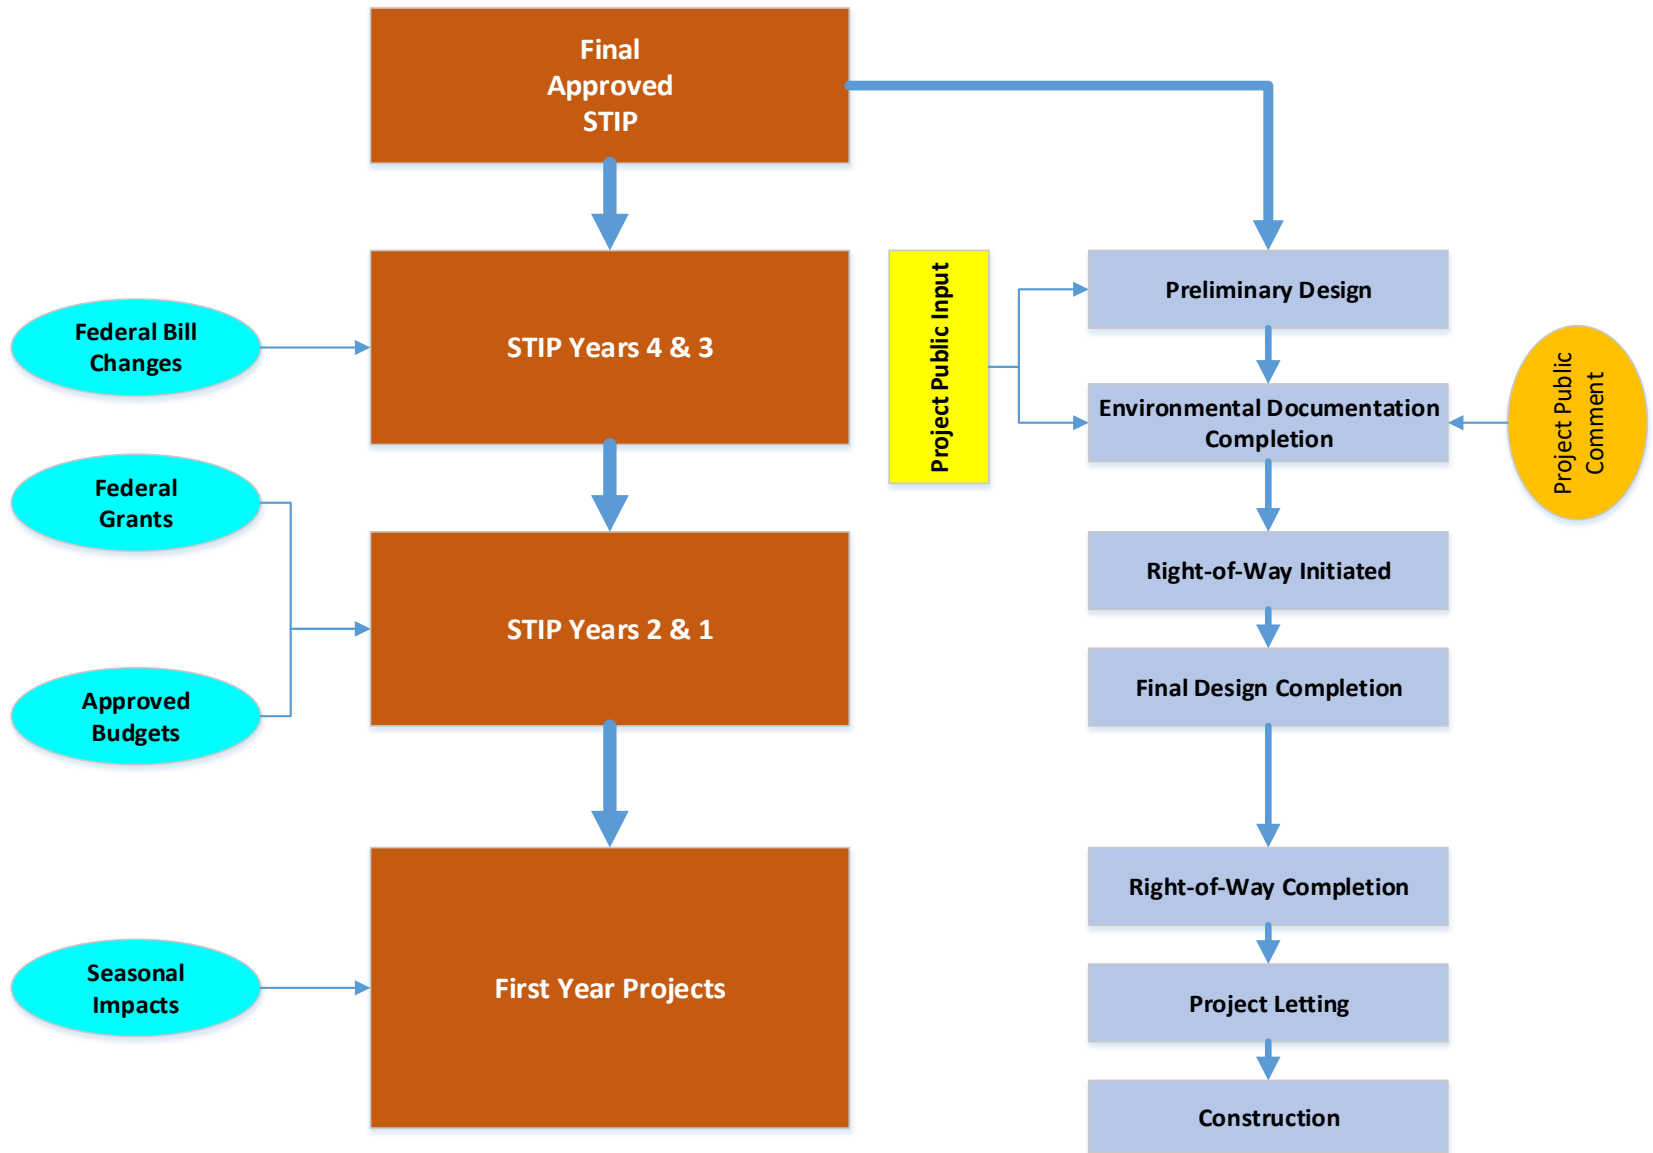 Final
Approved
STIP
Federal Bill
Changes
STIP Years 4 & 3
Federal
Grants
Approved
Budgets
STIP Years 2 & 1
Seasonal
Impacts
First Year Projects
Project Public Input
Preliminary Design
Environmental Documentation
Completion
Project Public
Comment
Right-of-Way Initiated
Final Design Completion
Right-of-Way Completion
Project Letting
Construction